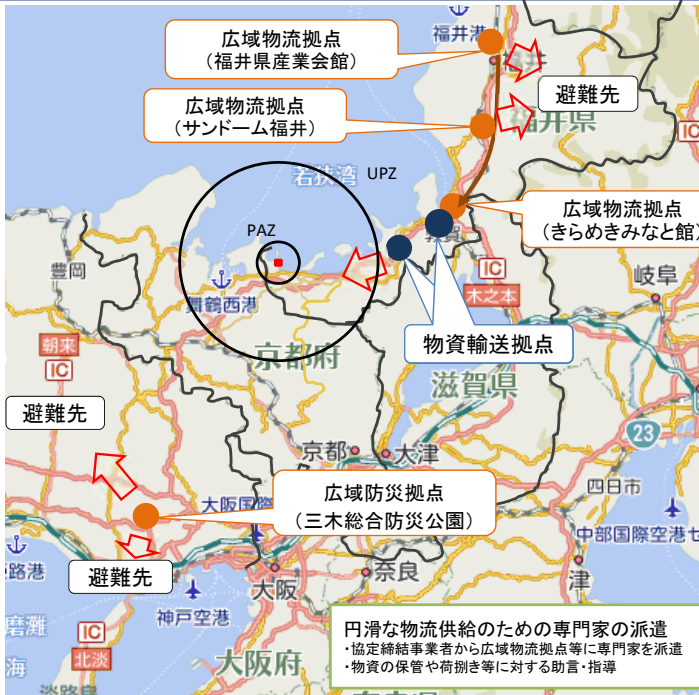 福井港
広域物流拠点
（福井県産業会館）
福井
避難先
広域物流拠点
（サンドーム福井）
福井県
若狭湾
UPZ
PAZ
広域物流拠点
（きらめきみなと館）
敦賀
豊岡
舞鶴西港
IC
木之本
岐阜
朝来
IC
京都府
物資輸送拠点
滋賀県
避難先
23
京都
大津
広域防災拠点
（三木総合防災公園）
大阪国際
四日市
中部国際空港セ
避難先
路港
大阪
奈良
津
神戸空港
磨灘
IC
北淡
海
大阪府
淡路島
円滑な物流供給のための専門家の派遣
・協定締結事業者から広域物流拠点等に専門家を派遣
・物資の保管や荷捌き等に対する助言・指導